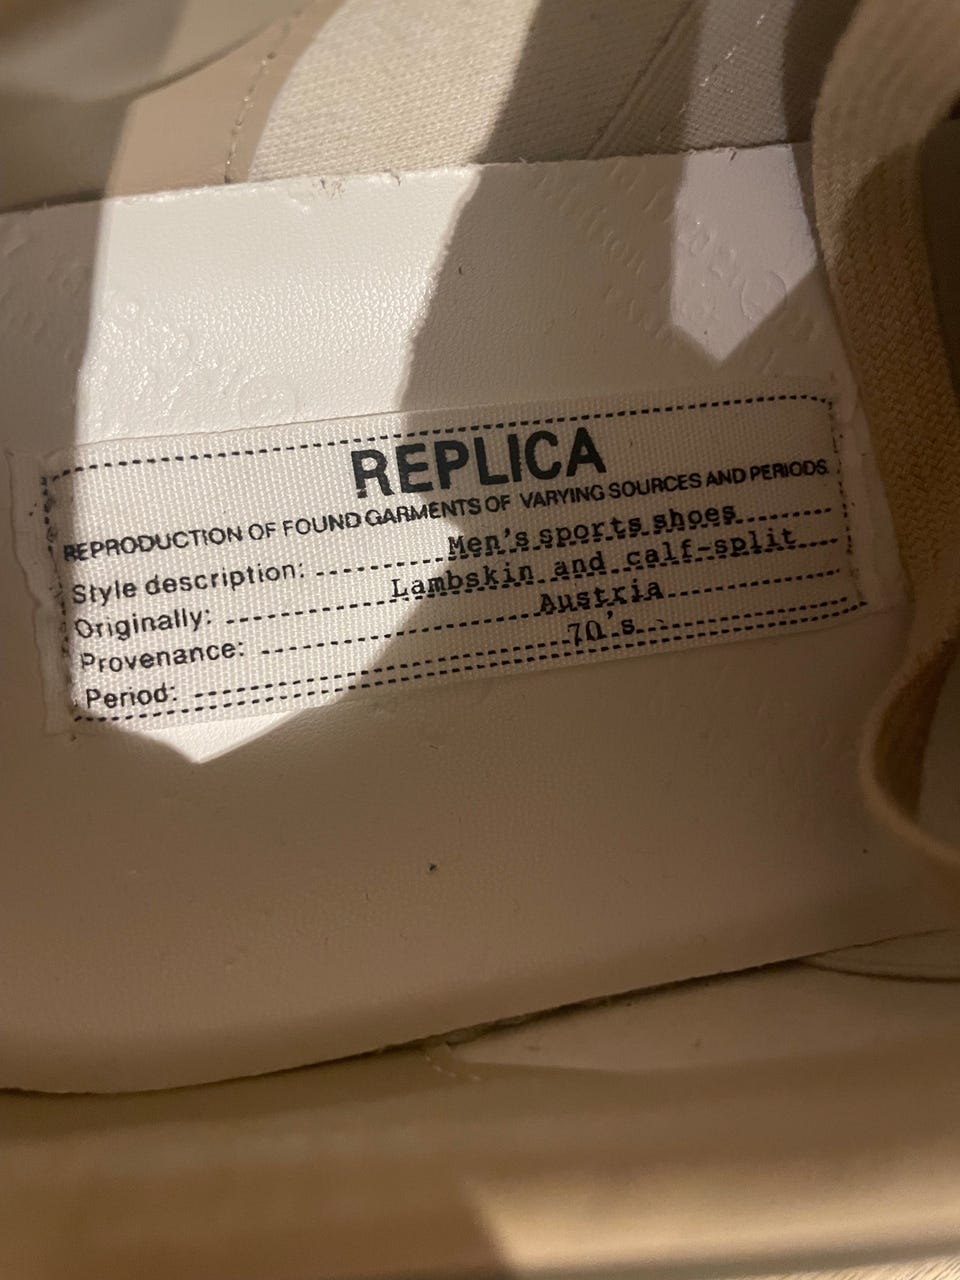 REPLICA
REPRODUCTION OF FOUND GARMENTS OF VARYING SOURCES AND PERIODS
Style description: Men's sports shoes
Originally: Lambskin and calf-split
Provenance: Austria
Period: 70's